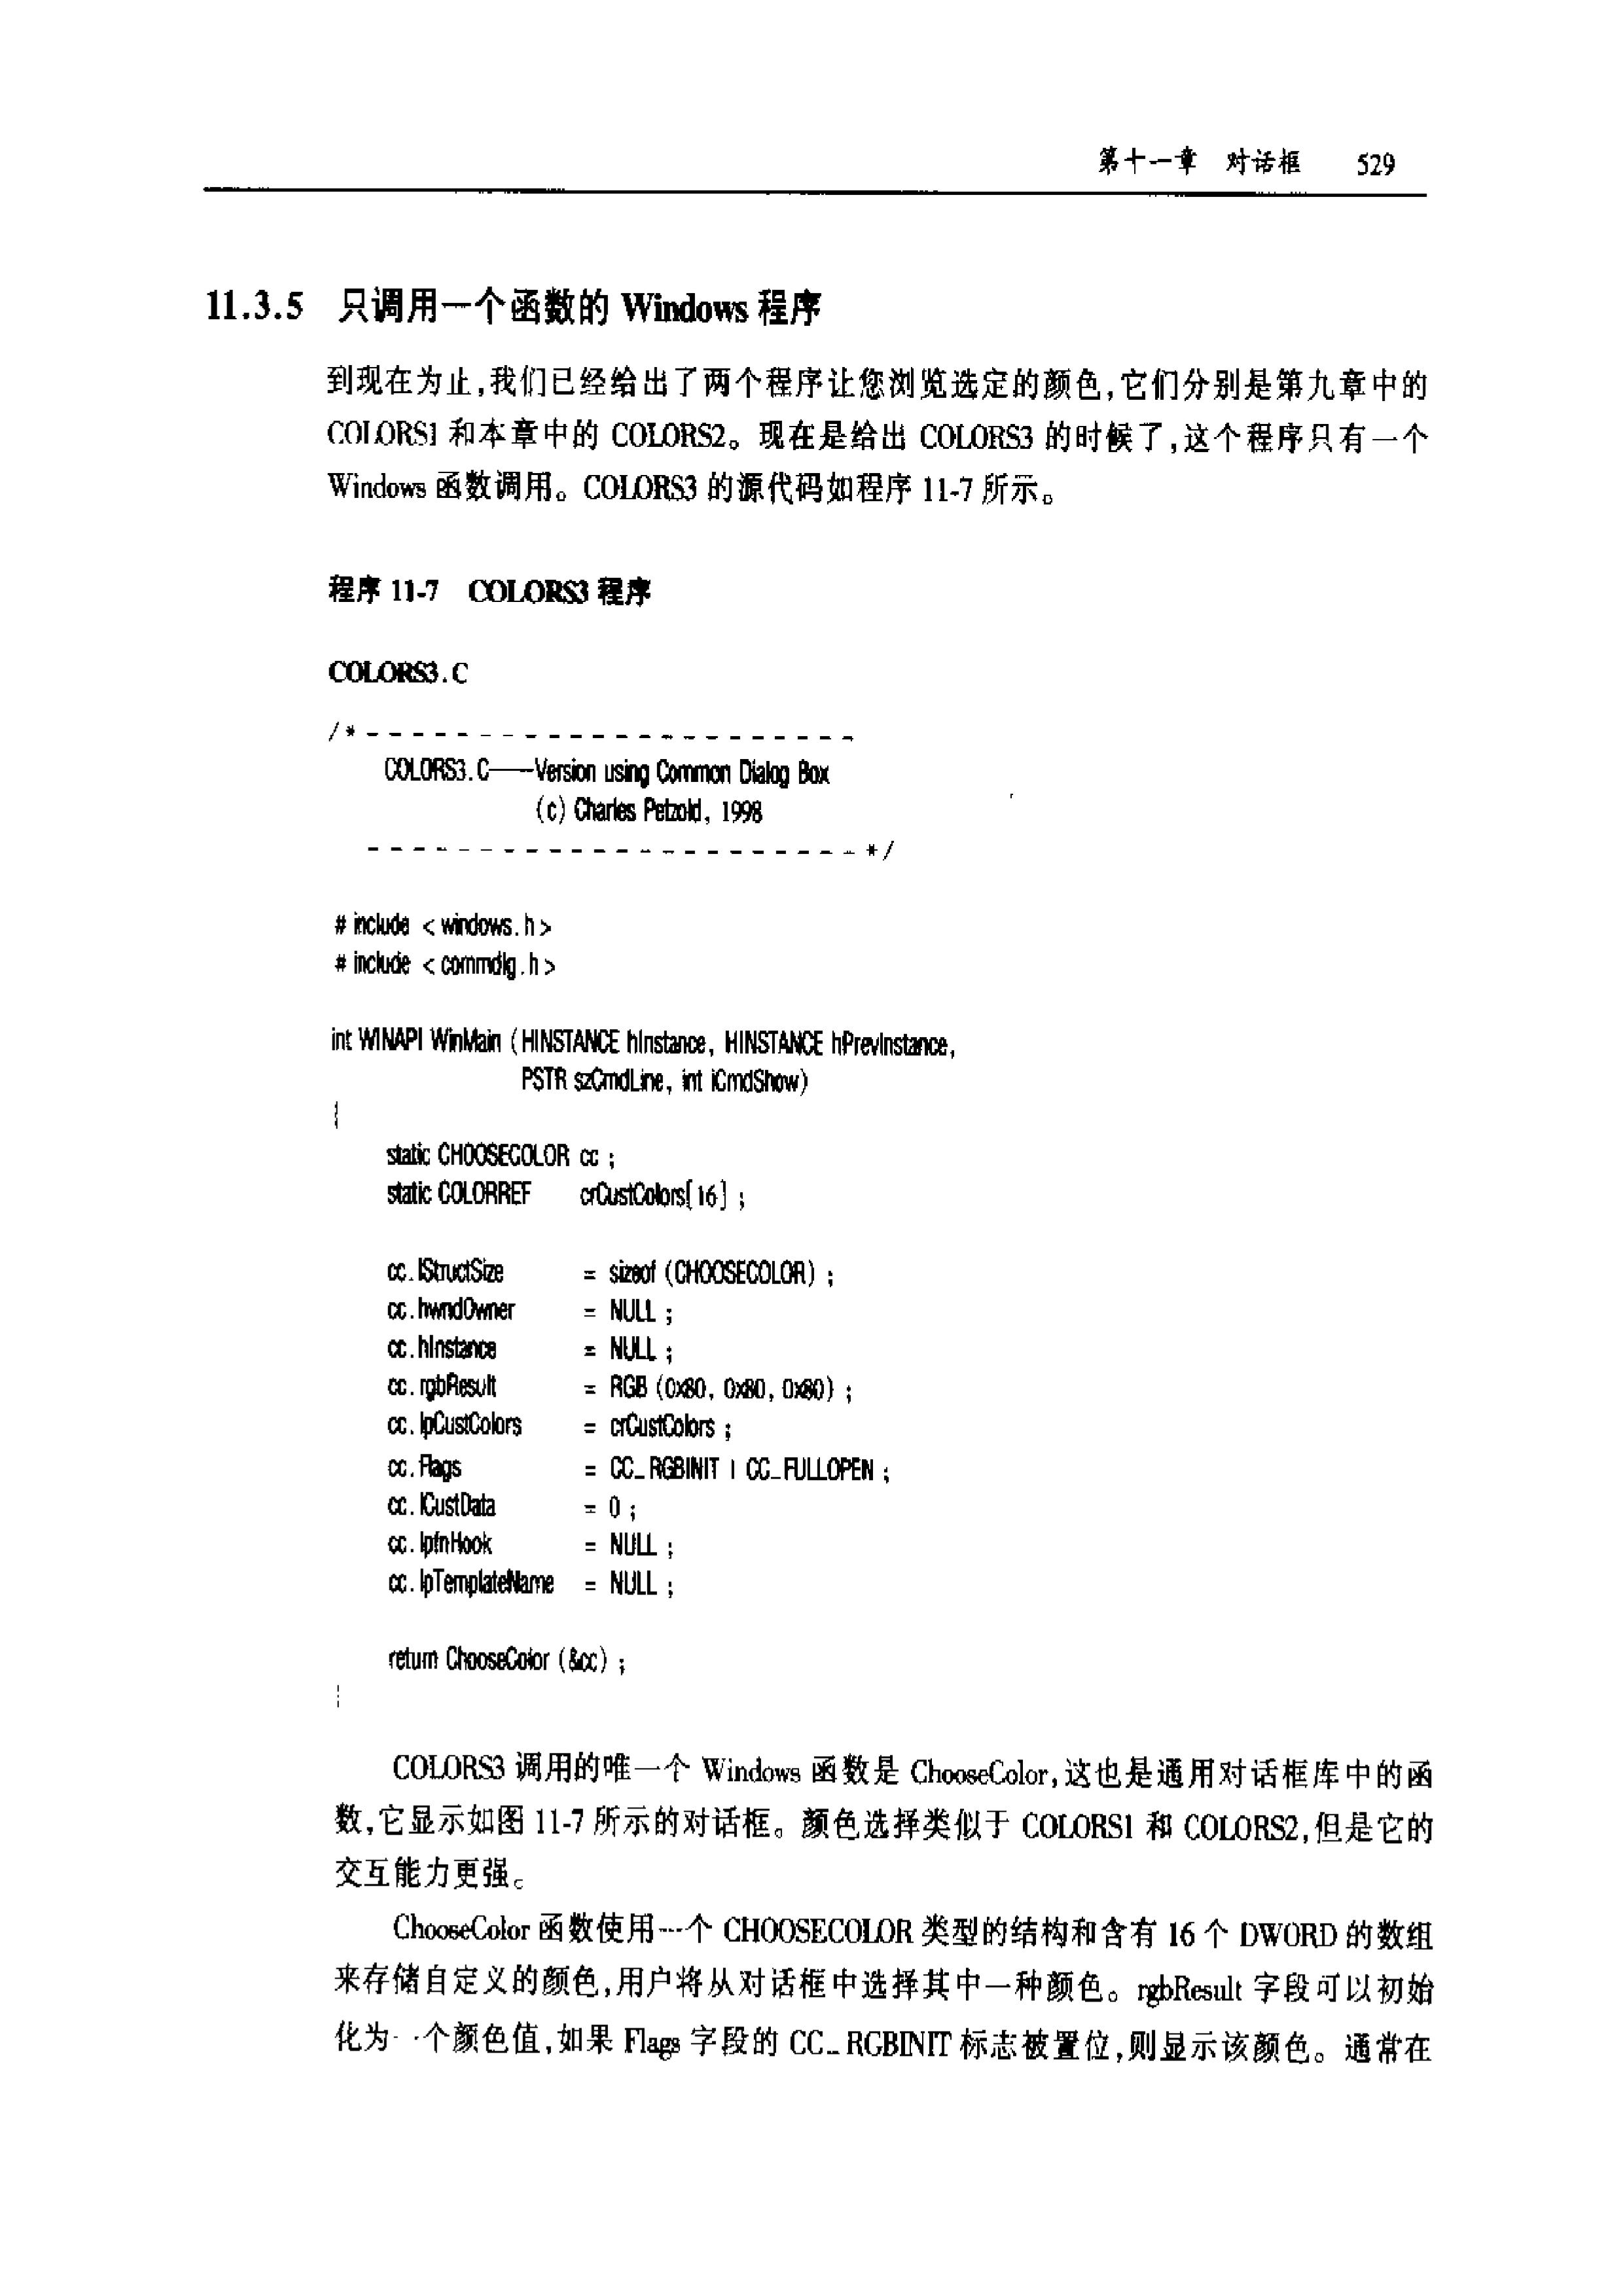 第十一章 对话框 529
11.3.5 只调用一个函数的 Windows 程序
到现在为止,我们已经给出了两个程序让您浏览选定的颜色,它们分别是第九章中的
COLORS1 和本章中的 COLORS2。现在是给出 COLORS3 的时候了,这个程序只有一个
Windows 函数调用。COLORS3 的源代码如程序 11-7 所示。
程序 11-7 COLORS3 程序
COLORS3.C
/*- - - - - - - - - - - - - - - - - - - - - -
COLORS3.C——Version using Common Dialog Box
(c) Charles Petzold, 1998
- - - - - - - - - - - - - - - - - - - - - -*/
# include <windows.h>
# include <commdlg.h>
int WINAPI WinMain (HINSTANCE hInstance, HINSTANCE hPrevInstance,
PSTR szCmdLine, int iCmdShow)
{
static CHOOSECOLOR cc ;
static COLORREF crCustColors[16] ;
cc.lStructSize = sizeof (CHOOSECOLOR) ;
cc.hwndOwner = NULL ;
cc.hInstance = NULL ;
cc.rgbResult = RGB (0x80, 0x80, 0x80) ;
cc.lpCustColors = crCustColors ;
cc.Flags = CC_RGBINIT | CC_FULLOPEN ;
cc.lCustData = 0 ;
cc.lpfnHook = NULL ;
cc.lpTemplateName = NULL ;
return ChooseColor (&cc) ;
}
COLORS3 调用的唯一个 Windows 函数是 ChooseColor,这也是通用对话框库中的函
数,它显示如图 11-7 所示的对话框。颜色选择类似于 COLORS1 和 COLORS2,但是它的
交互能力更强。
ChooseColor 函数使用一个 CHOOSECOLOR 类型的结构和含有 16 个 DWORD 的数组
来存储自定义的颜色,用户将从对话框中选择其中一种颜色。rgbResult 字段可以初始
化为一个颜色值,如果 Flags 字段的 CC_RGBINIT 标志被置位,则显示该颜色。通常在